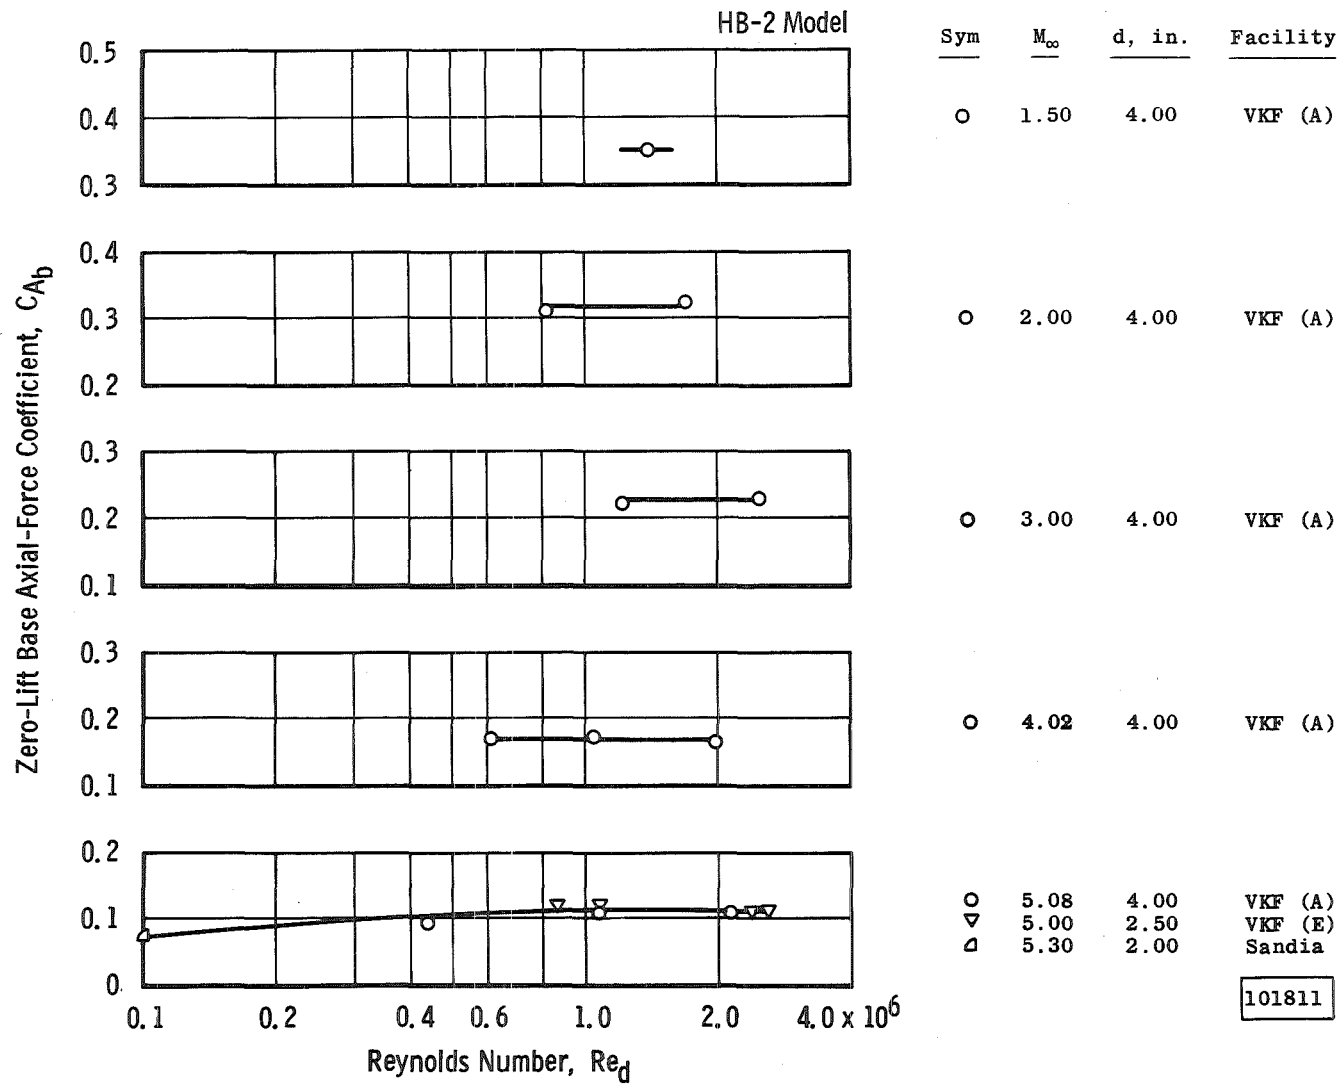 HB-2 Model
Sym M∞ d, in. Facility
0.5
0.4
0.3
1.50 4.00 VKF (A)
0.4
0.3
0.2
2.00 4.00 VKF (A)
0.3
0.2
0.1
3.00 4.00 VKF (A)
0.3
0.2
0.1
4.02 4.00 VKF (A)
0.2
0.1
0.
5.08 4.00 VKF (A)
5.00 2.50 VKF (E)
5.30 2.00 Sandia
101811
0.1 0.2 0.4 0.6 1.0 2.0 4.0 x 10⁶
Reynolds Number, Re_d
Zero-Lift Base Axial-Force Coefficient, C_Ab